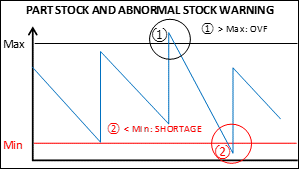 PART STOCK AND ABNORMAL STOCK WARNING
① ① > Max: OVF
Max
② < Min: SHORTAGE
Min
②